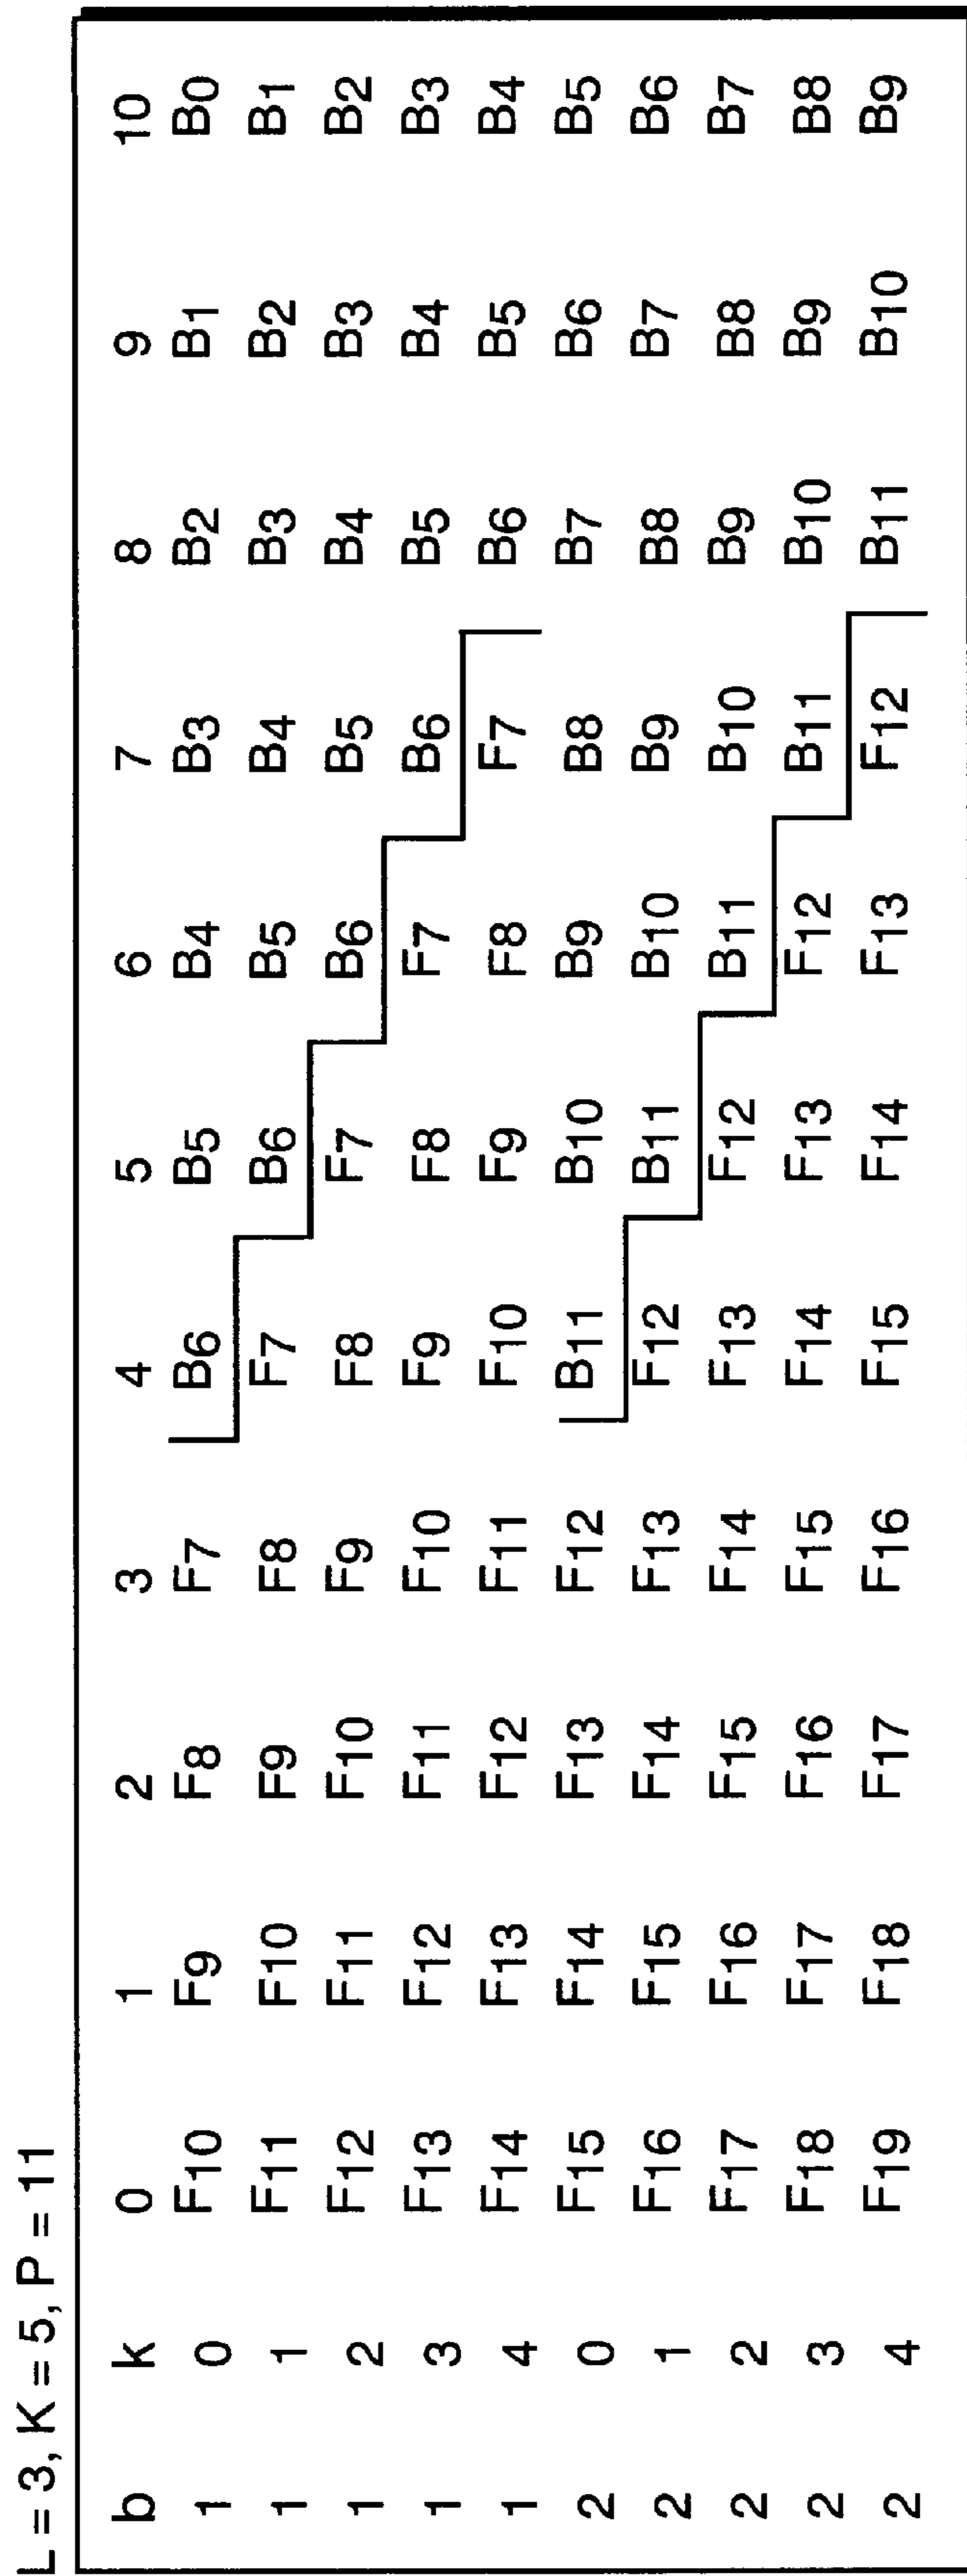 L = 3, K = 5, P = 11
b k 0 1 2 3 4 5 6 7 8 9 10
1 0 F10 F9 F8 F7 B6 B5 B4 B3 B2 B1 B0
1 1 F11 F10 F9 F8 F7 B6 B5 B4 B3 B2 B1
1 2 F12 F11 F10 F9 F8 F7 B6 B5 B4 B3 B2
1 3 F13 F12 F11 F10 F9 F8 F7 B6 B5 B4 B3
1 4 F14 F13 F12 F11 F10 F9 F8 F7 B6 B5 B4
2 0 F15 F14 F13 F12 B11 B10 B9 B8 B7 B6 B5
2 1 F16 F15 F14 F13 F12 B11 B10 B9 B8 B7 B6
2 2 F17 F16 F15 F14 F13 F12 B11 B10 B9 B8 B7
2 3 F18 F17 F16 F15 F14 F13 F12 B11 B10 B9 B8
2 4 F19 F18 F17 F16 F15 F14 F13 F12 B11 B10 B9